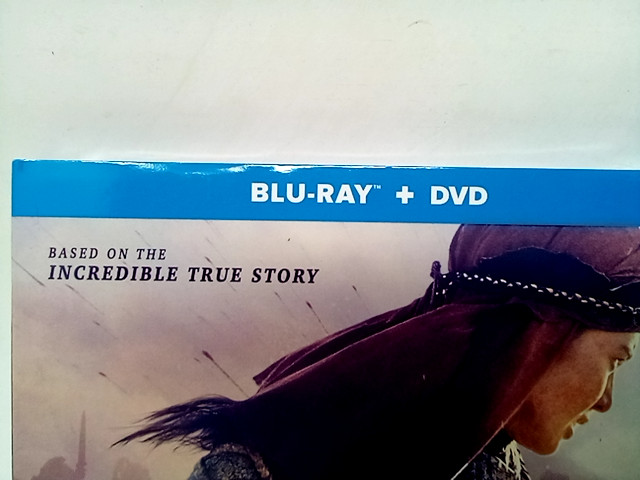 BLU-RAY™ + DVD
BASED ON THE
INCREDIBLE TRUE STORY